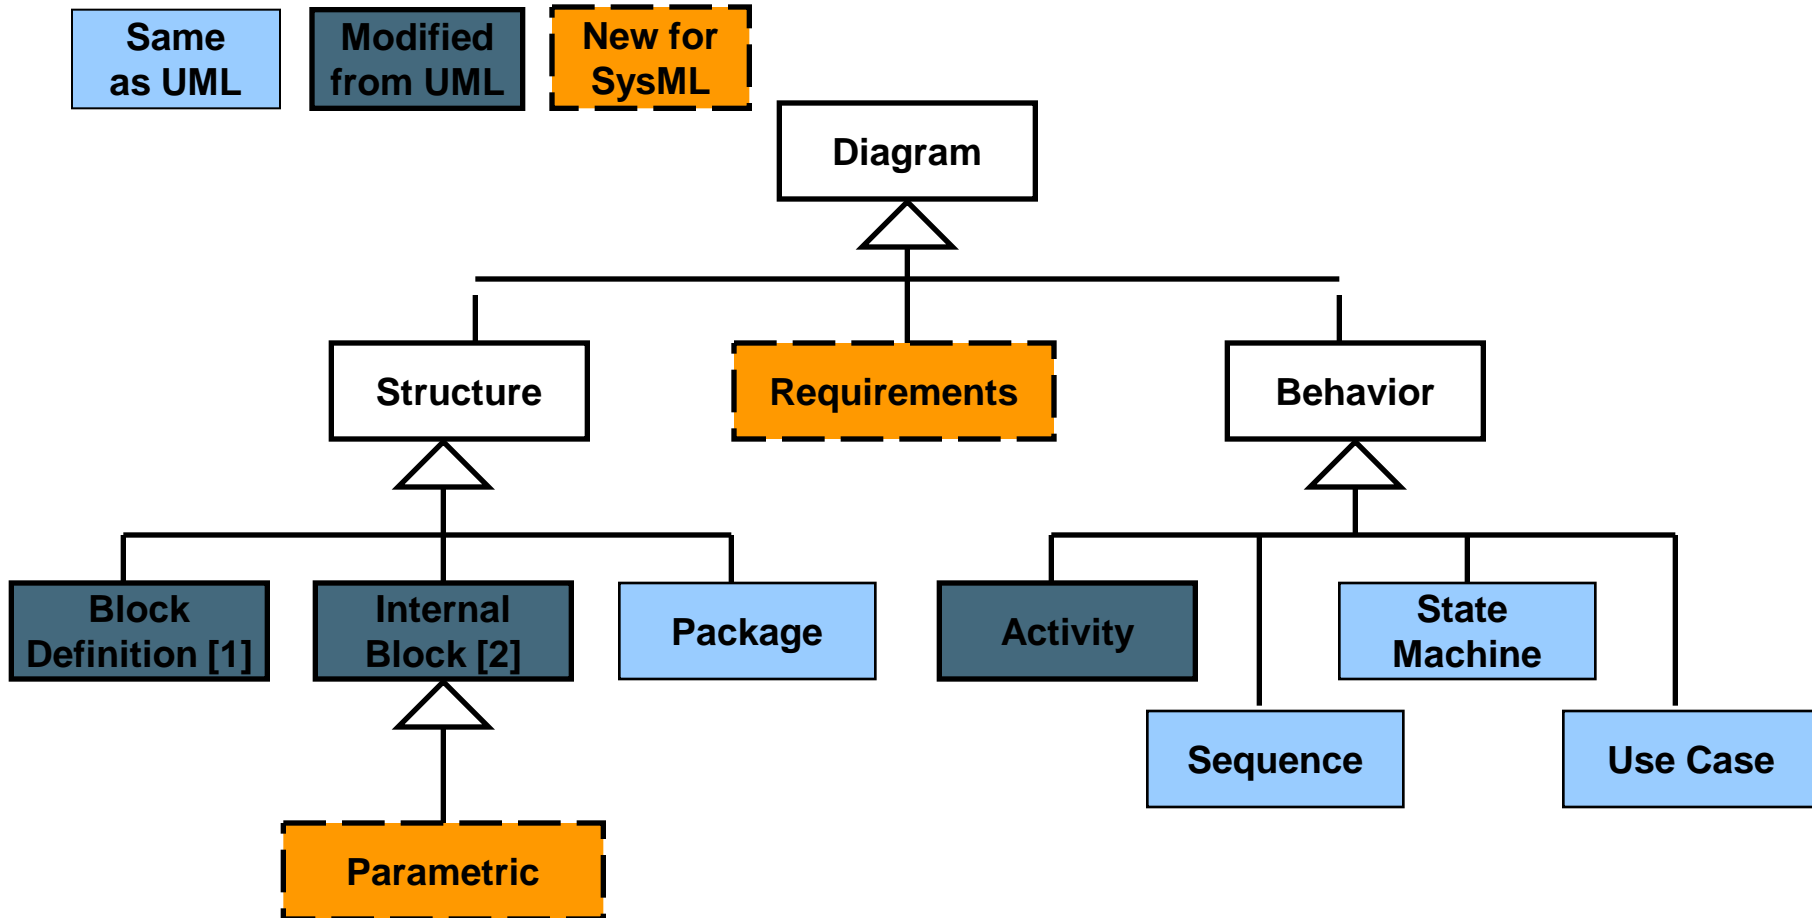 Same
as UML
Modified
from UML
New for
SysML
Diagram
Structure
Requirements
Behavior
Block
Definition [1]
Internal
Block [2]
Package
Activity
State
Machine
Sequence
Use Case
Parametric